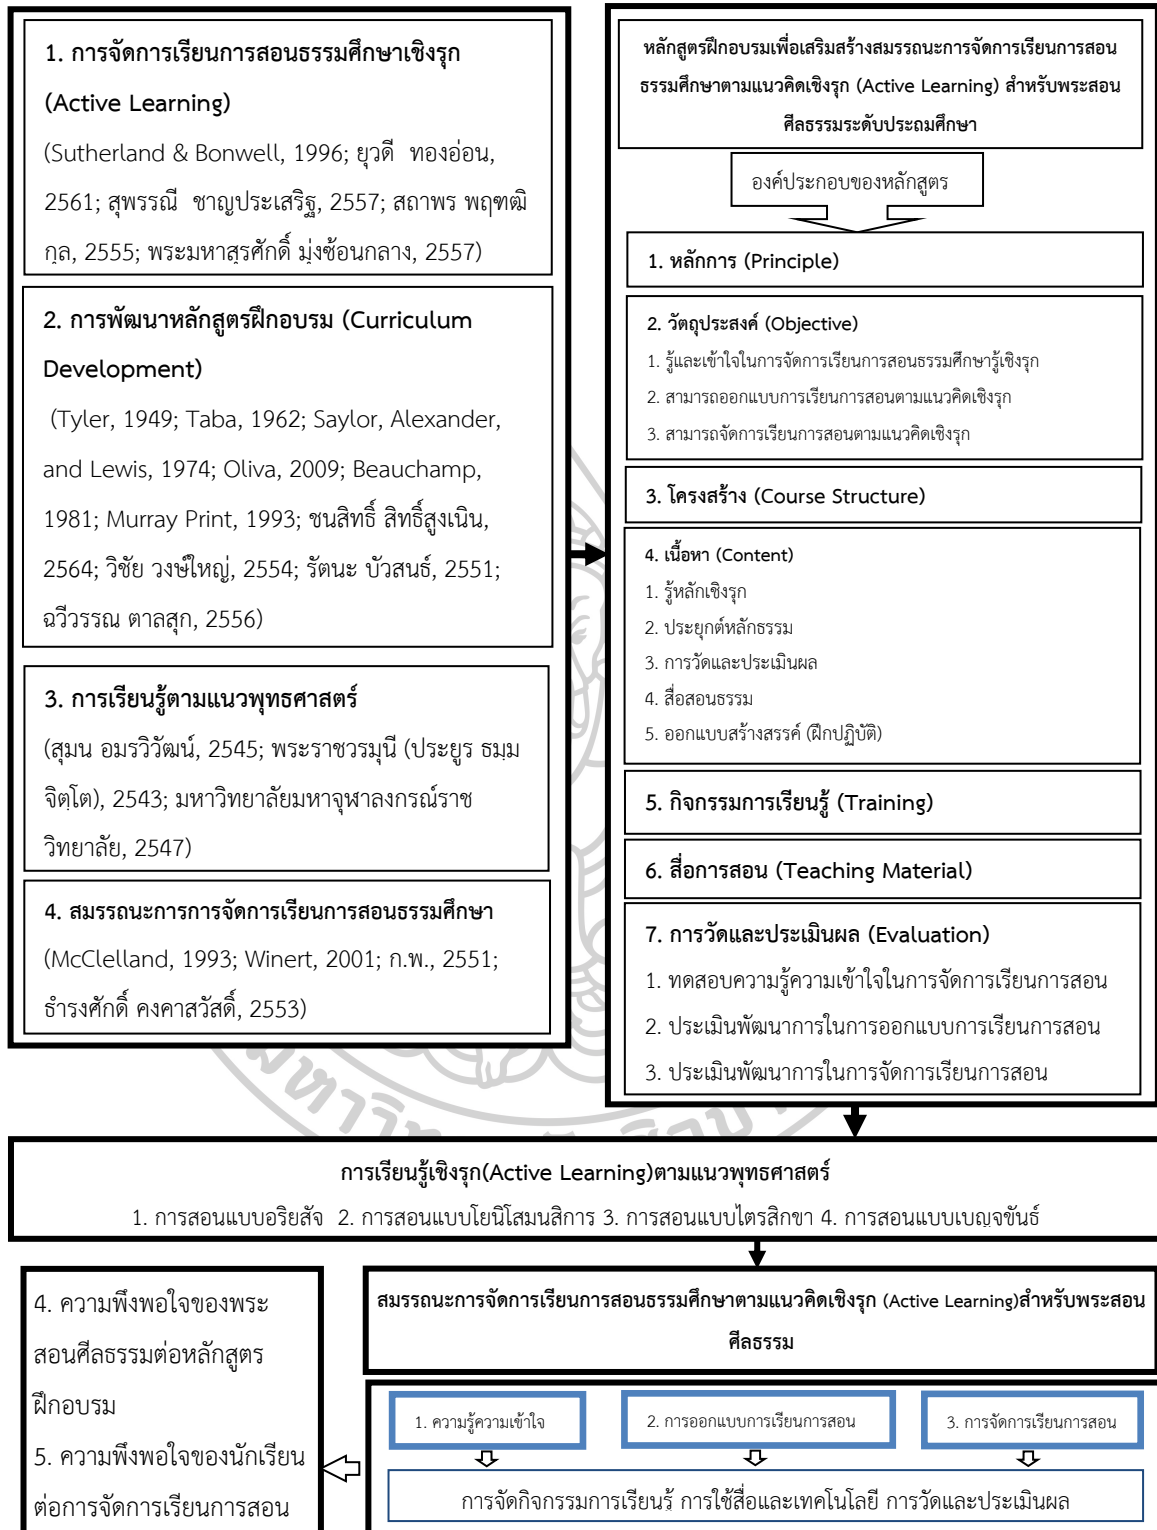 1. การจัดการเรียนการสอนธรรมศึกษาเชิงรุก
(Active Learning)
(Sutherland & Bonwell, 1996; ยุวดี ทองอ่อน,
2561; สุพรรณี ชาญประเสริฐ, 2557; สถาพร พฤฑฒิ
กุล, 2555; พระมหาสุรศักดิ์ มุ่งซ้อนกลาง, 2557)
2. การพัฒนาหลักสูตรฝึกอบรม (Curriculum
Development)
(Tyler, 1949; Taba, 1962; Saylor, Alexander,
and Lewis, 1974; Oliva, 2009; Beauchamp,
1981; Murray Print, 1993; ชนสิทธิ์ สิทธิ์สูงเนิน,
2564; วิชัย วงษ์ใหญ่, 2554; รัตนะ บัวสนธ์, 2551;
ฉวีวรรณ ตาลสุก, 2556)
3. การเรียนรู้ตามแนวพุทธศาสตร์
(สุมน อมรวิวัฒน์, 2545; พระราชวรมุนี (ประยูร ธมฺม
จิตฺโต), 2543; มหาวิทยาลัยมหาจุฬาลงกรณ์ราช
วิทยาลัย, 2547)
4. สมรรถนะการการจัดการเรียนการสอนธรรมศึกษา
(McClelland, 1993; Winert, 2001; ก.พ., 2551;
ธำรงศักดิ์ คงคาสวัสดิ์, 2553)
หลักสูตรฝึกอบรมเพื่อเสริมสร้างสมรรถนะการจัดการเรียนการสอน
ธรรมศึกษาตามแนวคิดเชิงรุก (Active Learning) สำหรับพระสอน
ศีลธรรมระดับประถมศึกษา
องค์ประกอบของหลักสูตร
1. หลักการ (Principle)
2. วัตถุประสงค์ (Objective)
1. รู้และเข้าใจในการจัดการเรียนการสอนธรรมศึกษารู้เชิงรุก
2. สามารถออกแบบการเรียนการสอนตามแนวคิดเชิงรุก
3. สามารถจัดการเรียนการสอนตามแนวคิดเชิงรุก
3. โครงสร้าง (Course Structure)
4. เนื้อหา (Content)
1. รู้หลักเชิงรุก
2. ประยุกต์หลักธรรม
3. การวัดและประเมินผล
4. สื่อสอนธรรม
5. ออกแบบสร้างสรรค์ (ฝึกปฏิบัติ)
5. กิจกรรมการเรียนรู้ (Training)
6. สื่อการสอน (Teaching Material)
7. การวัดและประเมินผล (Evaluation)
1. ทดสอบความรู้ความเข้าใจในการจัดการเรียนการสอน
2. ประเมินพัฒนาการในการออกแบบการเรียนการสอน
3. ประเมินพัฒนาการในการจัดการเรียนการสอน
การเรียนรู้เชิงรุก(Active Learning)ตามแนวพุทธศาสตร์
1. การสอนแบบอริยสัจ 2. การสอนแบบโยนิโสมนสิการ 3. การสอนแบบไตรสิกขา 4. การสอนแบบเบญจขันธ์
4. ความพึงพอใจของพระ
สอนศีลธรรมต่อหลักสูตร
ฝึกอบรม
5. ความพึงพอใจของนักเรียน
ต่อการจัดการเรียนการสอน
สมรรถนะการจัดการเรียนการสอนธรรมศึกษาตามแนวคิดเชิงรุก (Active Learning)สำหรับพระสอน
ศีลธรรม
1. ความรู้ความเข้าใจ
2. การออกแบบการเรียนการสอน
3. การจัดการเรียนการสอน
การจัดกิจกรรมการเรียนรู้ การใช้สื่อและเทคโนโลยี การวัดและประเมินผล